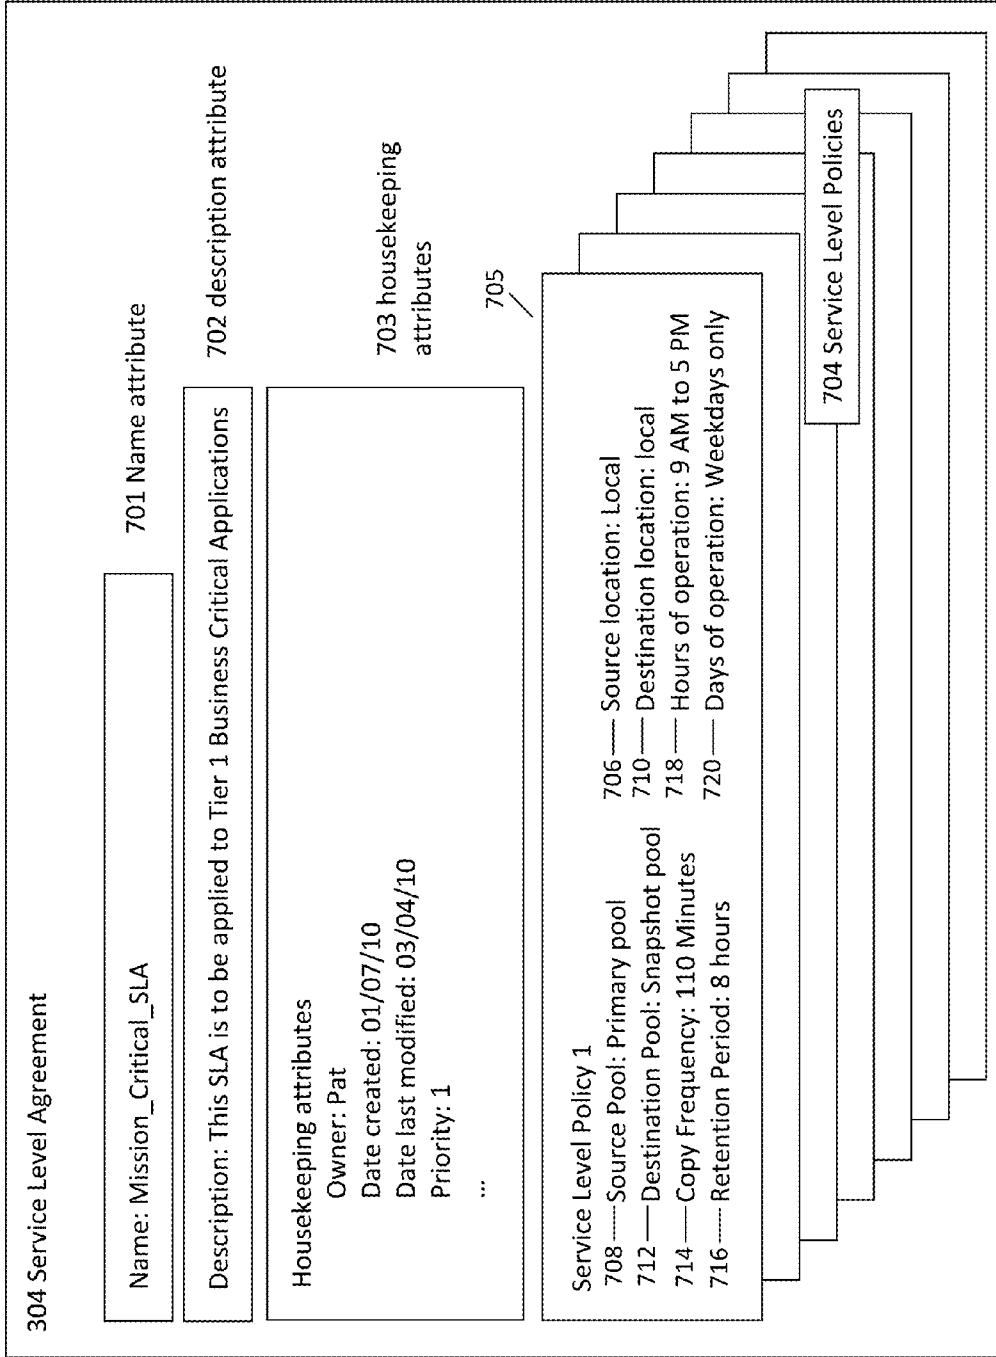 304 Service Level Agreement
Name: Mission_Critical_SLA
701 Name attribute
Description: This SLA is to be applied to Tier 1 Business Critical Applications
702 description attribute
Housekeeping attributes
Owner: Pat
Date created: 01/07/10
Date last modified: 03/04/10
Priority: 1
...
703 housekeeping
attributes
705
Service Level Policy 1
708 Source Pool: Primary pool
712 Destination Pool: Snapshot pool
714 Copy Frequency: 110 Minutes
716 Retention Period: 8 hours
706 Source location: Local
710 Destination location: local
718 Hours of operation: 9 AM to 5 PM
720 Days of operation: Weekdays only
704 Service Level Policies